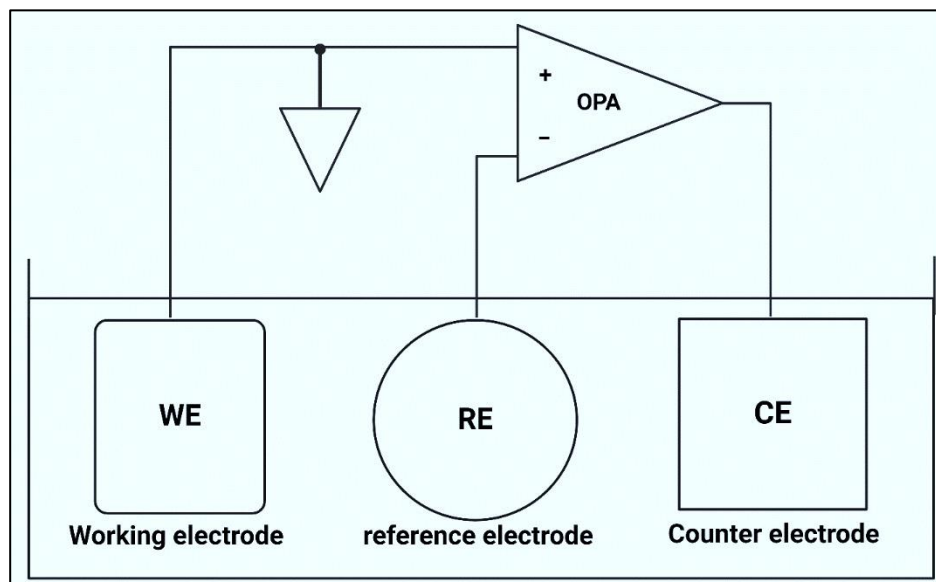 +
OPA
−
WE
RE
CE
Working electrode
reference electrode
Counter electrode